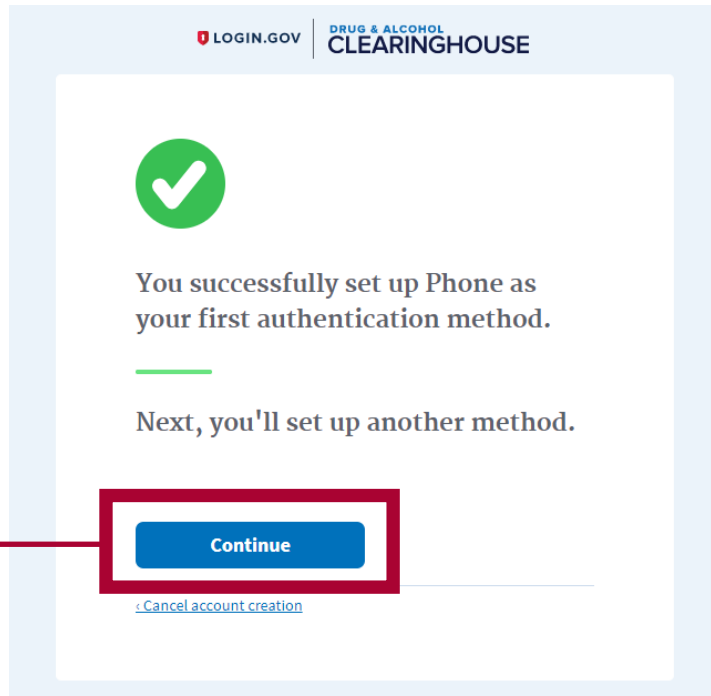 LOGIN.GOV
DRUG & ALCOHOL
CLEARINGHOUSE
You successfully set up Phone as
your first authentication method.
Next, you'll set up another method.
Continue
‹ Cancel account creation